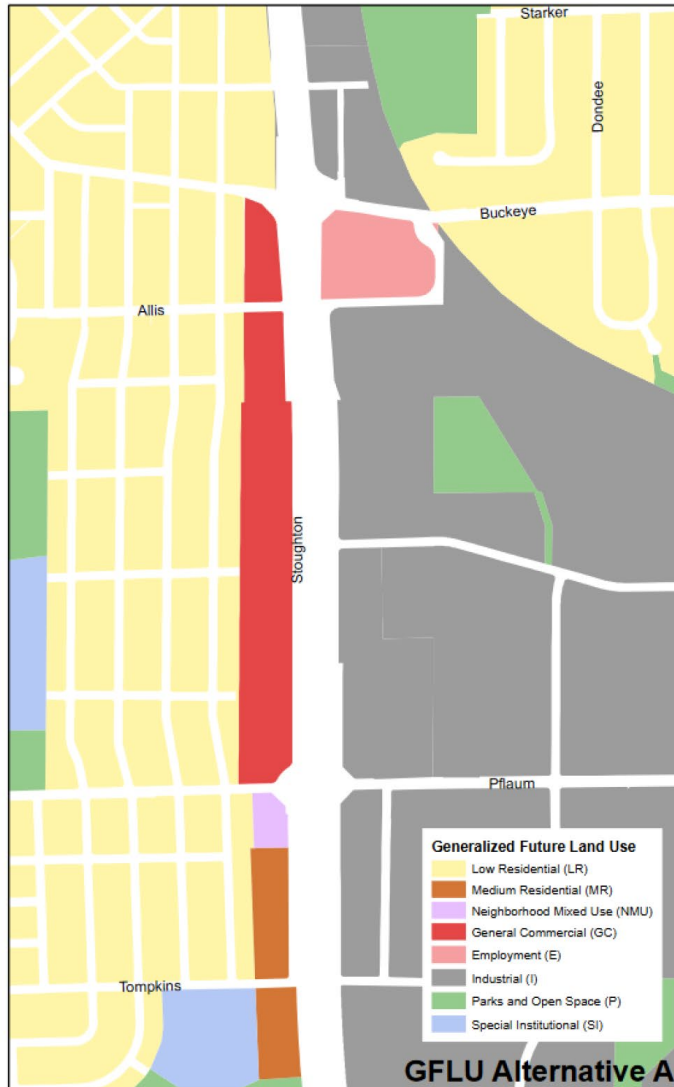 Starker
Dondee
Buckeye
Allis
Stoughton
Pflaum
Generalized Future Land Use
Low Residential (LR)
Medium Residential (MR)
Neighborhood Mixed Use (NMU)
General Commercial (GC)
Employment (E)
Industrial (I)
Parks and Open Space (P)
Special Institutional (SI)
Tompkins
GFLU Alternative A